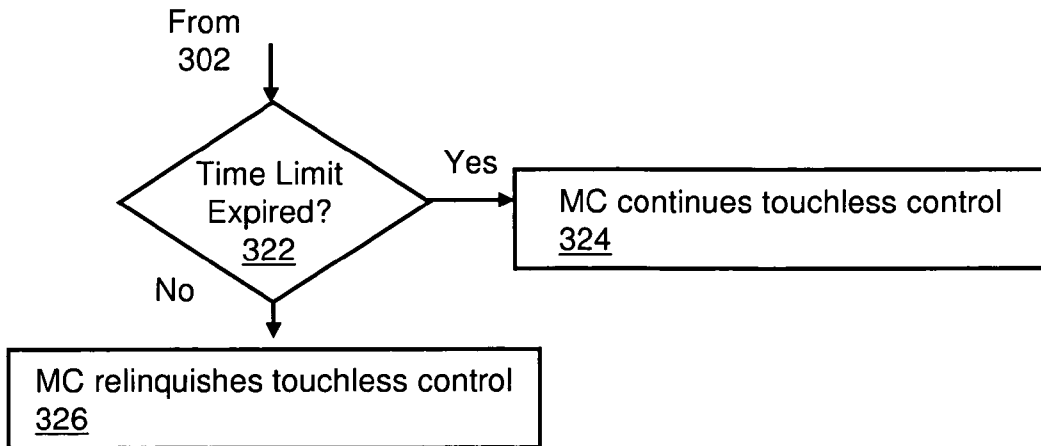 From
302
Time Limit
Expired?
322
Yes
MC continues touchless control
324
No
MC relinquishes touchless control
326